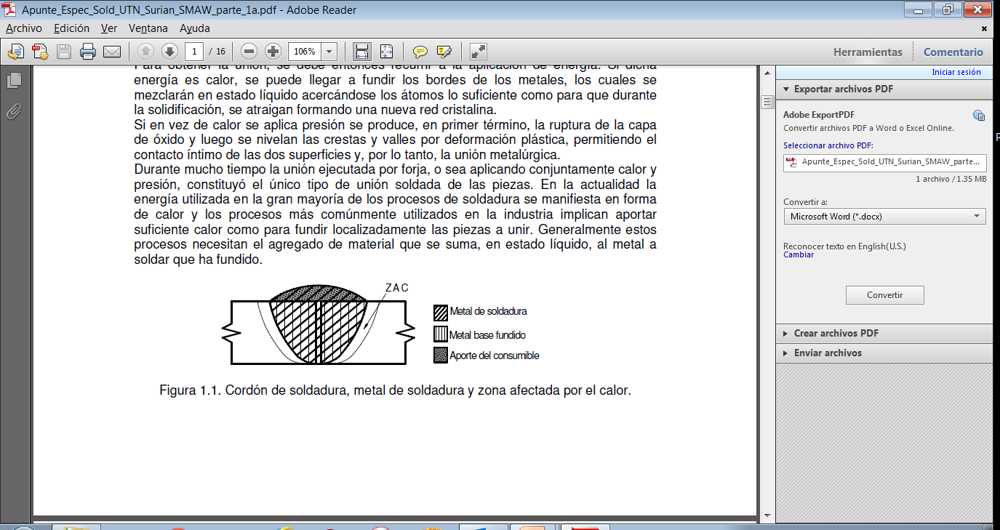 Apunte_Espec_Sold_UTN_Surian_SMAW_parte_1a.pdf - Adobe Reader
Archivo Edición Ver Ventana Ayuda
1 / 16 106% Herramientas Comentario
Para obtener la unión, se debe entonces recurrir a la aplicación de energía. Si dicha
energía es calor, se puede llegar a fundir los bordes de los metales, los cuales se
mezclarán en estado líquido acercándose los átomos lo suficiente como para que durante
la solidificación, se atraigan formando una nueva red cristalina.
Si en vez de calor se aplica presión se produce, en primer término, la ruptura de la capa
de óxido y luego se nivelan las crestas y valles por deformación plástica, permitiendo el
contacto íntimo de las dos superficies y, por lo tanto, la unión metalúrgica.
Durante mucho tiempo la unión ejecutada por forja, o sea aplicando conjuntamente calor y
presión, constituyó el único tipo de unión soldada de las piezas. En la actualidad la
energía utilizada en la gran mayoría de los procesos de soldadura se manifiesta en forma
de calor y los procesos más comúnmente utilizados en la industria implican aportar
suficiente calor como para fundir localizadamente las piezas a unir. Generalmente estos
procesos necesitan el agregado de material que se suma, en estado líquido, al metal a
soldar que ha fundido.
ZAC
Metal de soldadura
Metal base fundido
Aporte del consumible
Figura 1.1. Cordón de soldadura, metal de soldadura y zona afectada por el calor.
Iniciar sesión
Exportar archivos PDF
Adobe ExportPDF
Convertir archivos PDF a Word o Excel Online.
Seleccionar archivo PDF:
Apunte_Espec_Sold_UTN_Surian_SMAW_parte...
1 archivo / 1.35 MB
Convertir a:
Microsoft Word (*.docx)
Reconocer texto en English(U.S.)
Cambiar
Convertir
Crear archivos PDF
Enviar archivos